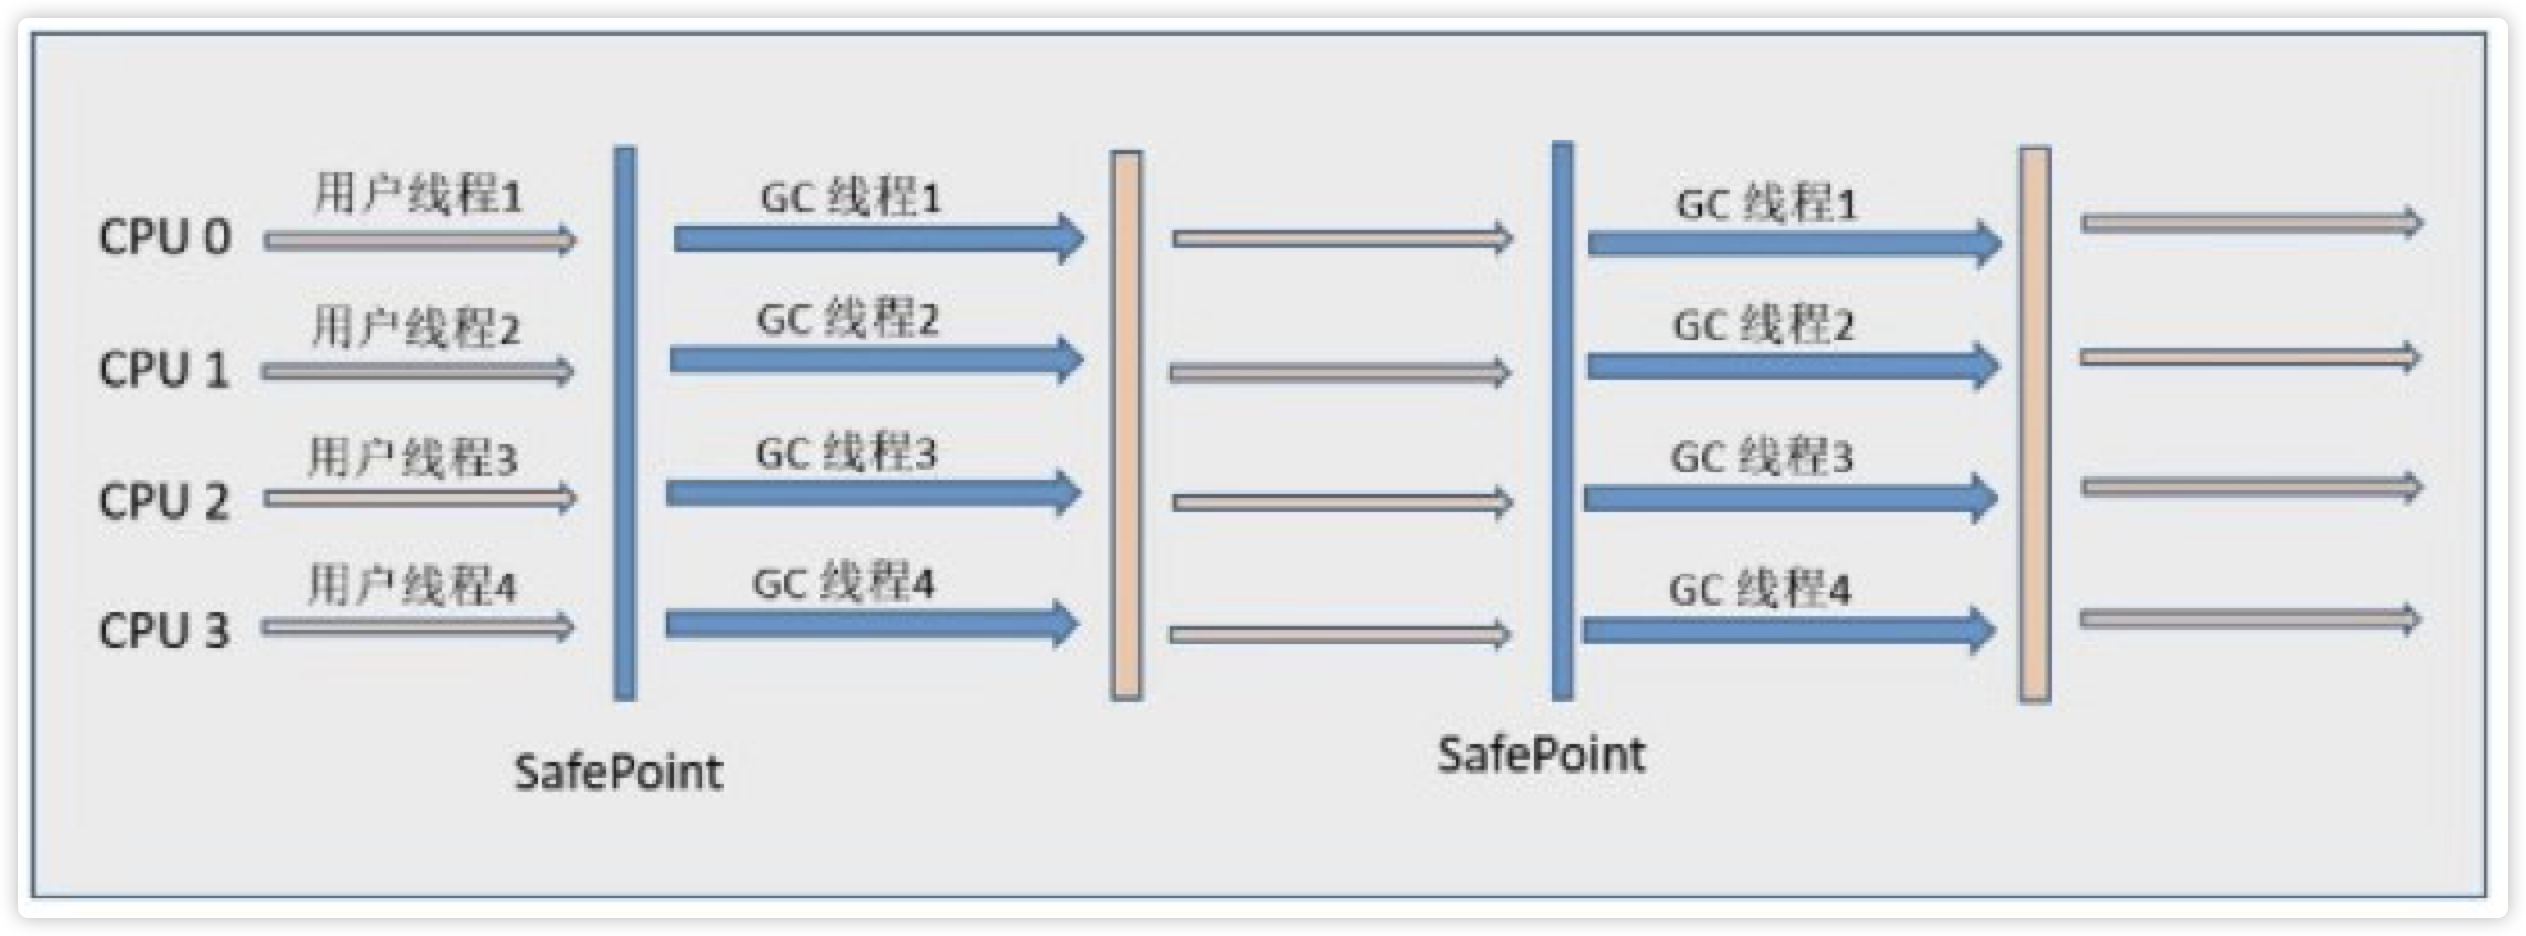 用户线程1
GC 线程1
GC 线程1
CPU 0
用户线程2
GC 线程2
GC 线程2
CPU 1
用户线程3
GC 线程3
GC 线程3
CPU 2
用户线程4
GC 线程4
GC 线程4
CPU 3
SafePoint
SafePoint